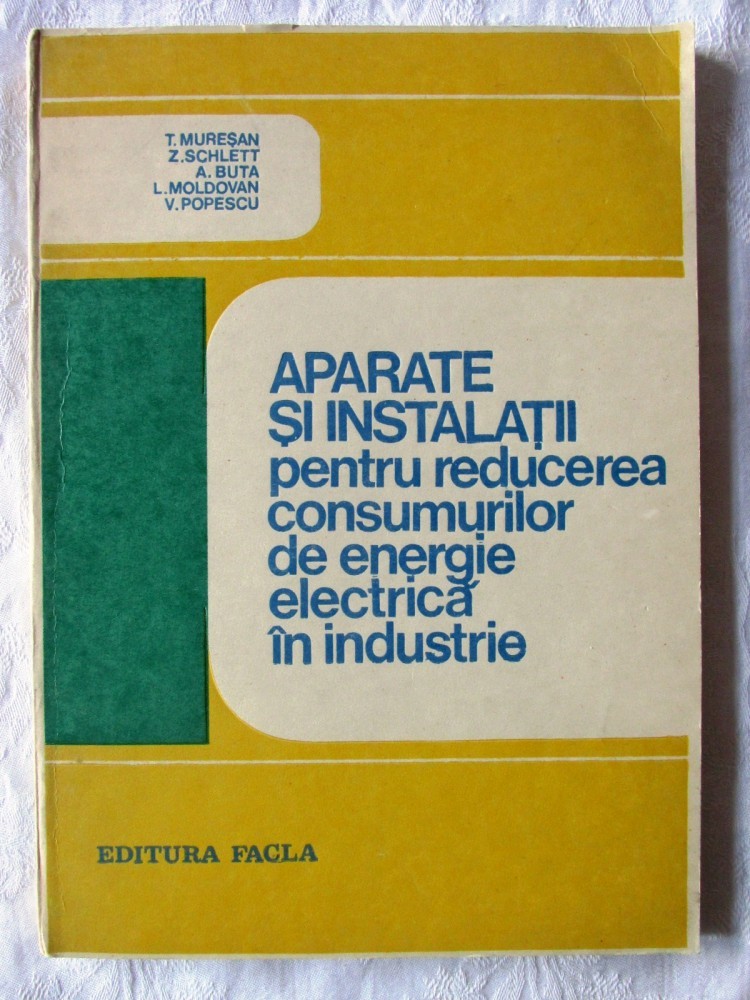 T. MUREȘAN
Z. SCHLETT
A. BUTA
L. MOLDOVAN
V. POPESCU
APARATE
ȘI INSTALAȚII
pentru reducerea
consumurilor
de energie
electrică
în industrie
EDITURA FACLA